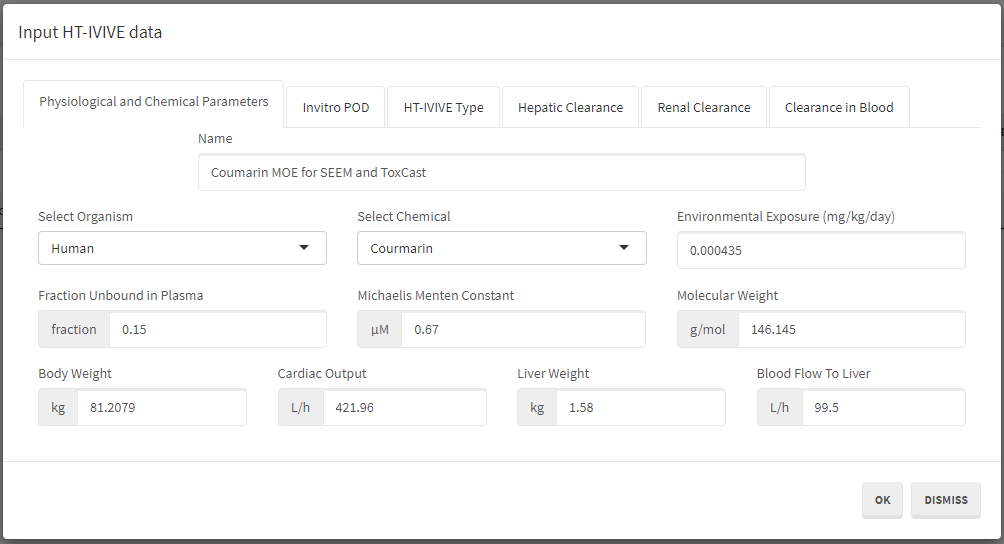 Input HT-IVIVE data
Physiological and Chemical Parameters
Invitro POD
HT-IVIVE Type
Hepatic Clearance
Renal Clearance
Clearance in Blood
Name
Coumarin MOE for SEEM and ToxCast
Select Organism
Select Chemical
Environmental Exposure (mg/kg/day)
Human
Courmarin
0.000435
Fraction Unbound in Plasma
Michaelis Menten Constant
Molecular Weight
fraction 0.15
µM 0.67
g/mol 146.145
Body Weight
Cardiac Output
Liver Weight
Blood Flow To Liver
kg 81.2079
L/h 421.96
kg 1.58
L/h 99.5
OK
DISMISS